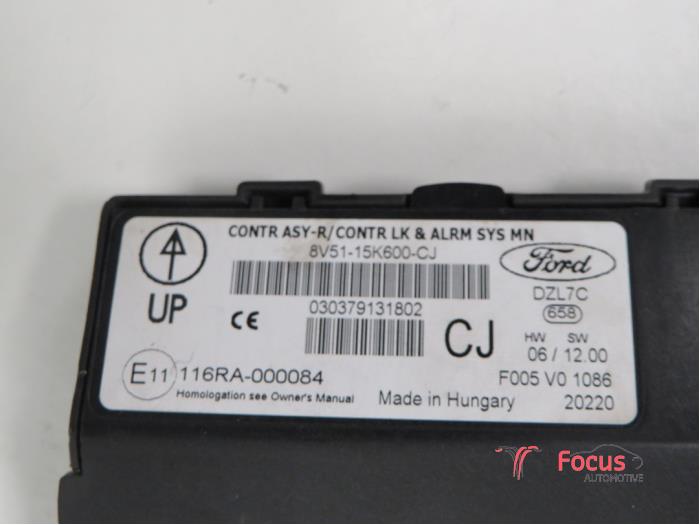 CONTR ASY-R/CONTR LK & ALRM SYS MN
8V51-15K600-CJ
Ford
UP
DZL7C
658
030379131802
CE
CJ
HW SW
06 / 12.00
E11 116RA-000084
F005 V0 1086
Homologation see Owner's Manual
Made in Hungary
20220
Focus
AUTOMOTIVE